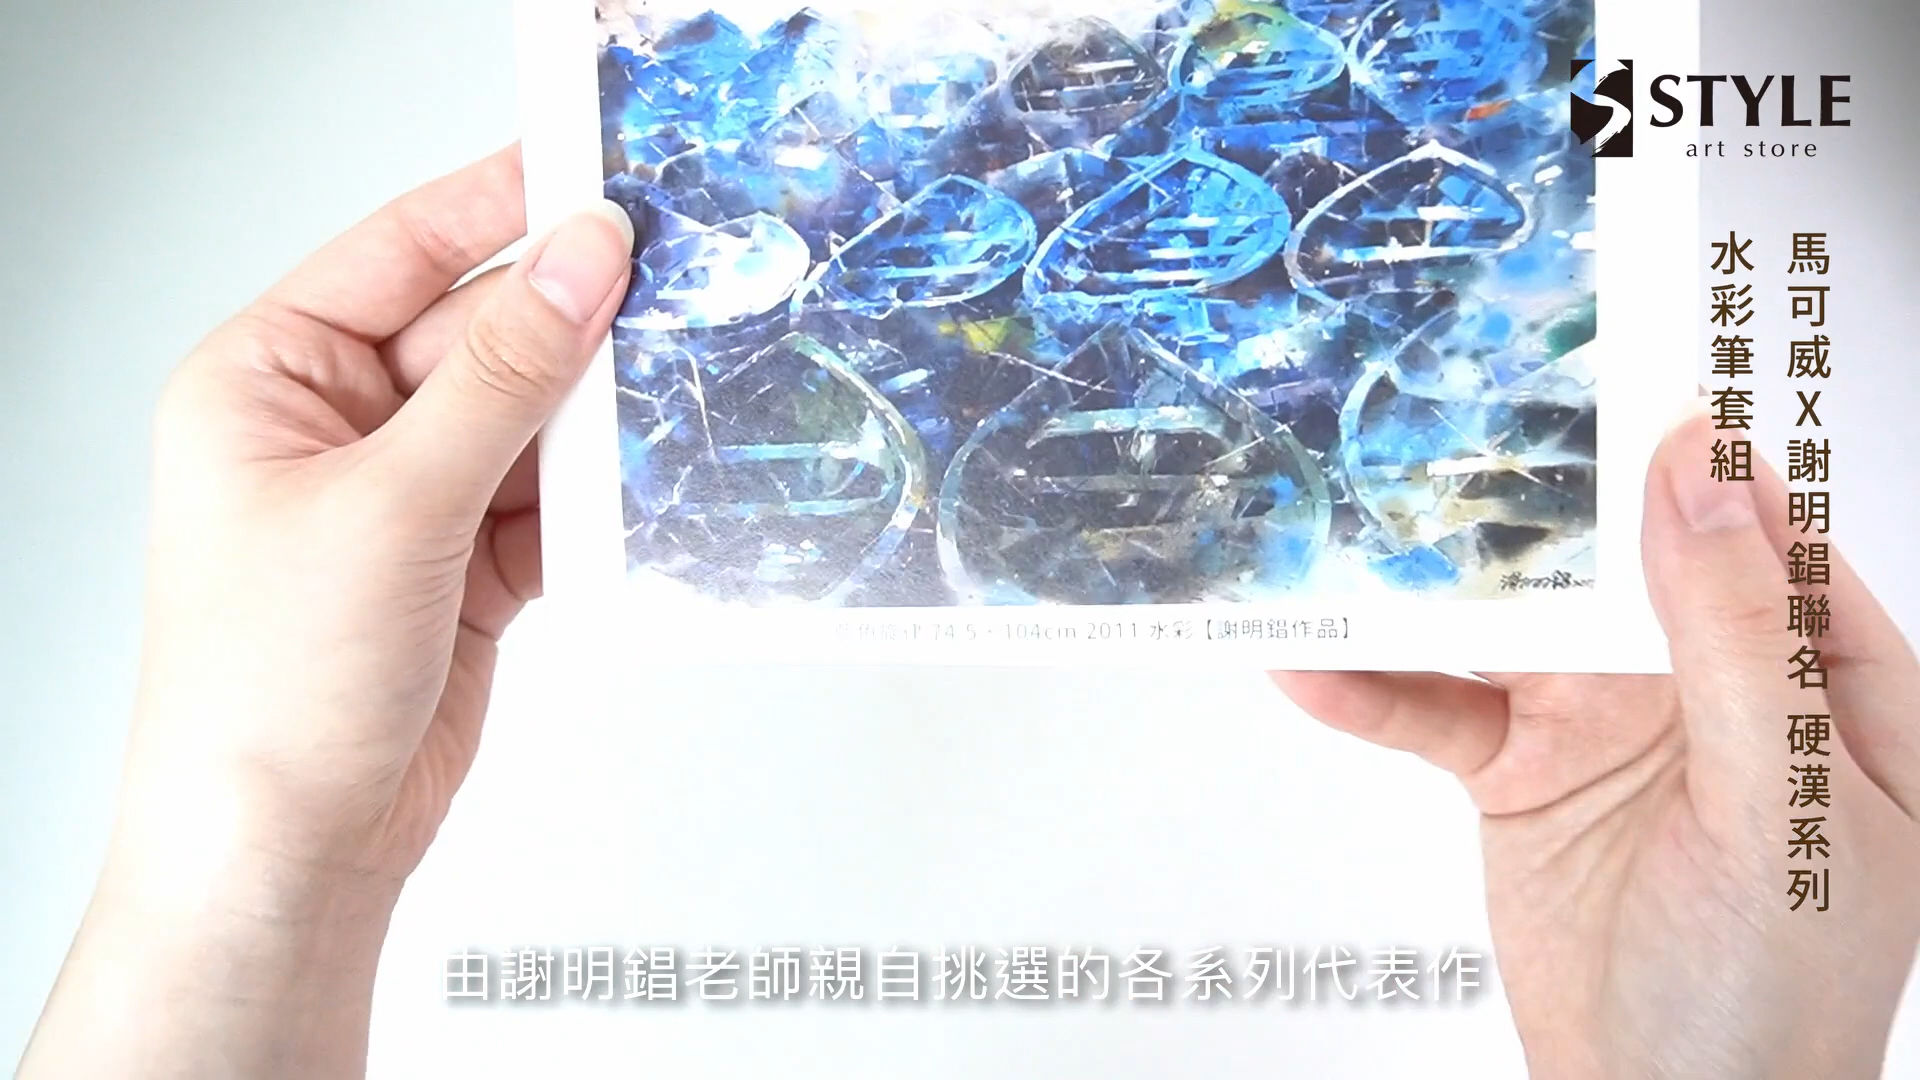 STYLE
art store
馬可威X謝明錩聯名 硬漢系列
水彩筆套組
74.5×104cm 2011 水彩【謝明錩作品】
由謝明錩老師親自挑選的各系列代表作